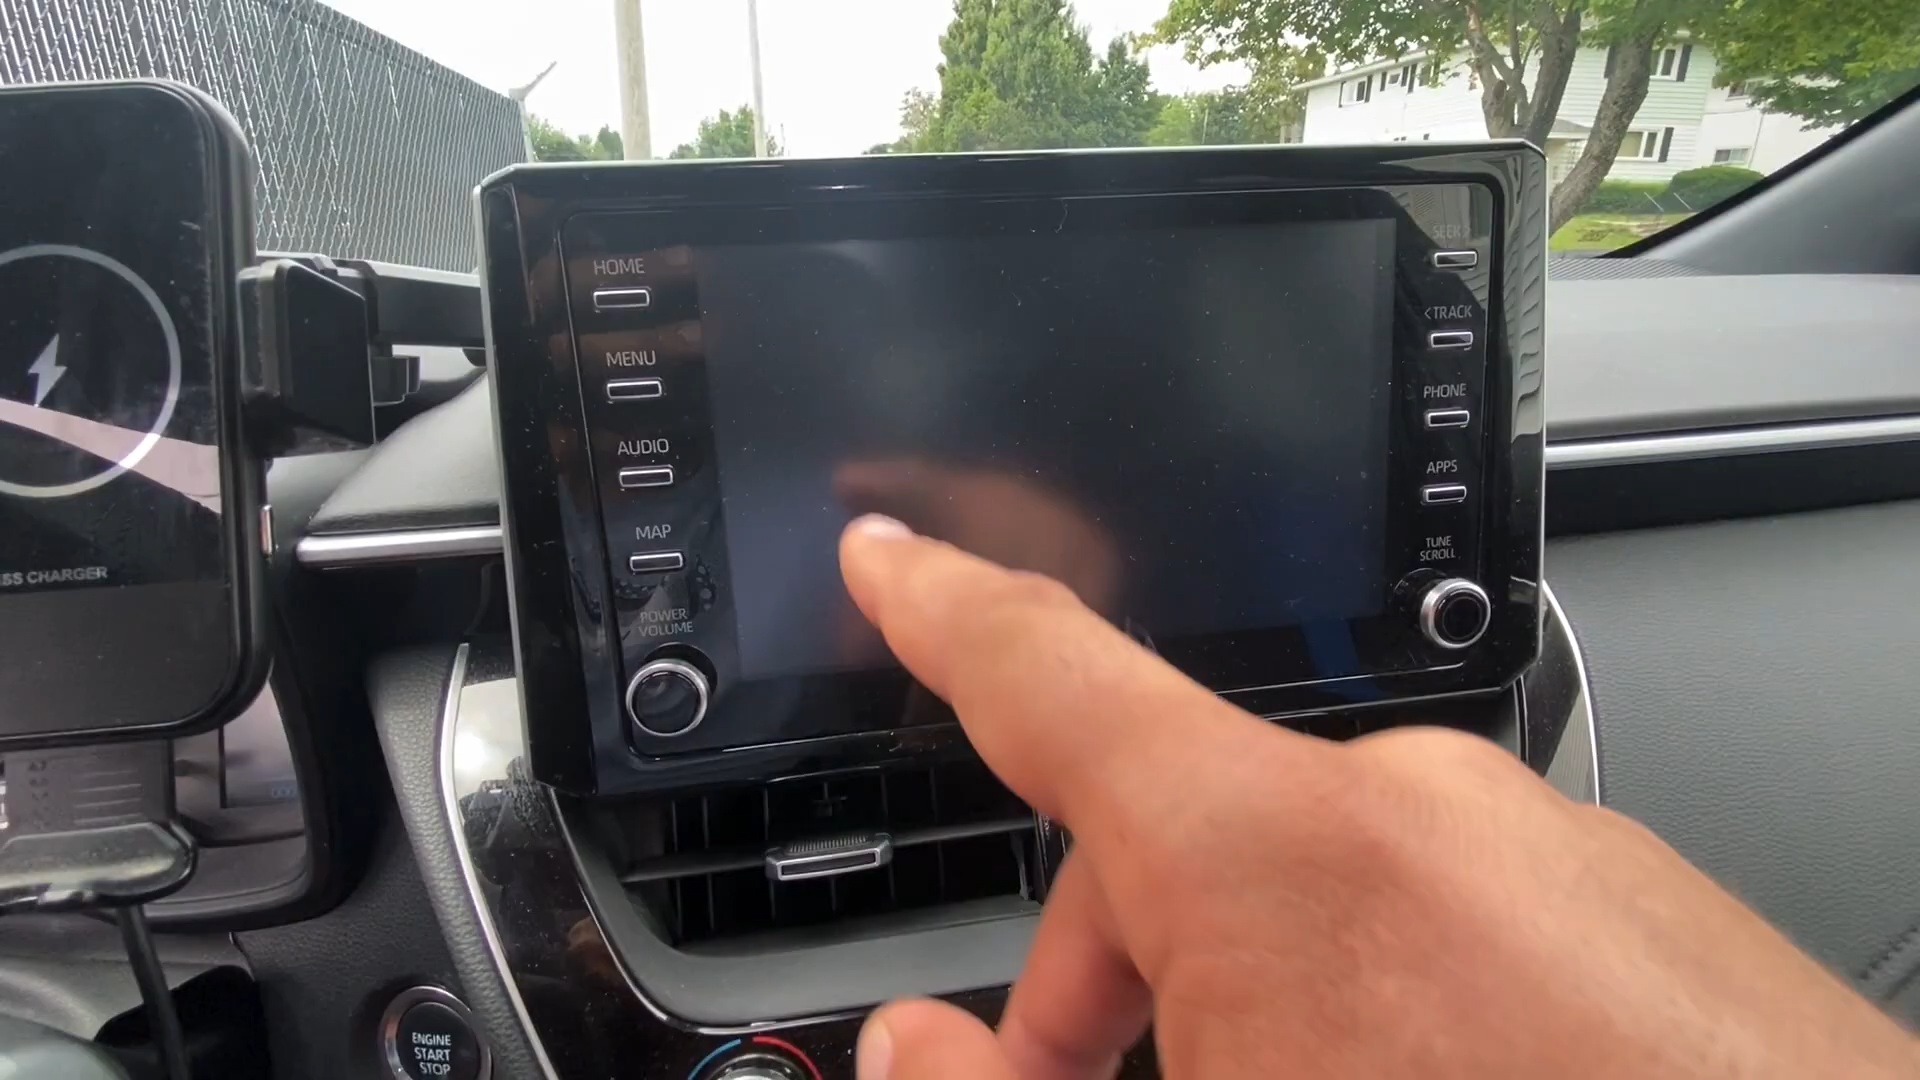 HOME
MENU
AUDIO
MAP
POWER
VOLUME
SEEK>
<TRACK
PHONE
APPS
TUNE
SCROLL
SS CHARGER
ENGINE
START
STOP